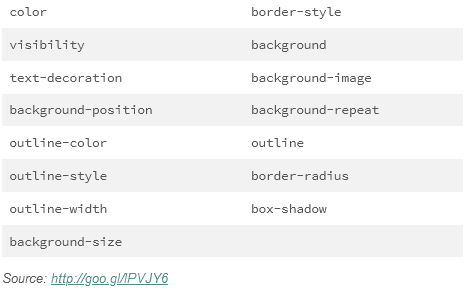 color border-style
visibility background
text-decoration background-image
background-position background-repeat
outline-color outline
outline-style border-radius
outline-width box-shadow
background-size
Source: http://goo.gl/lPVJY6